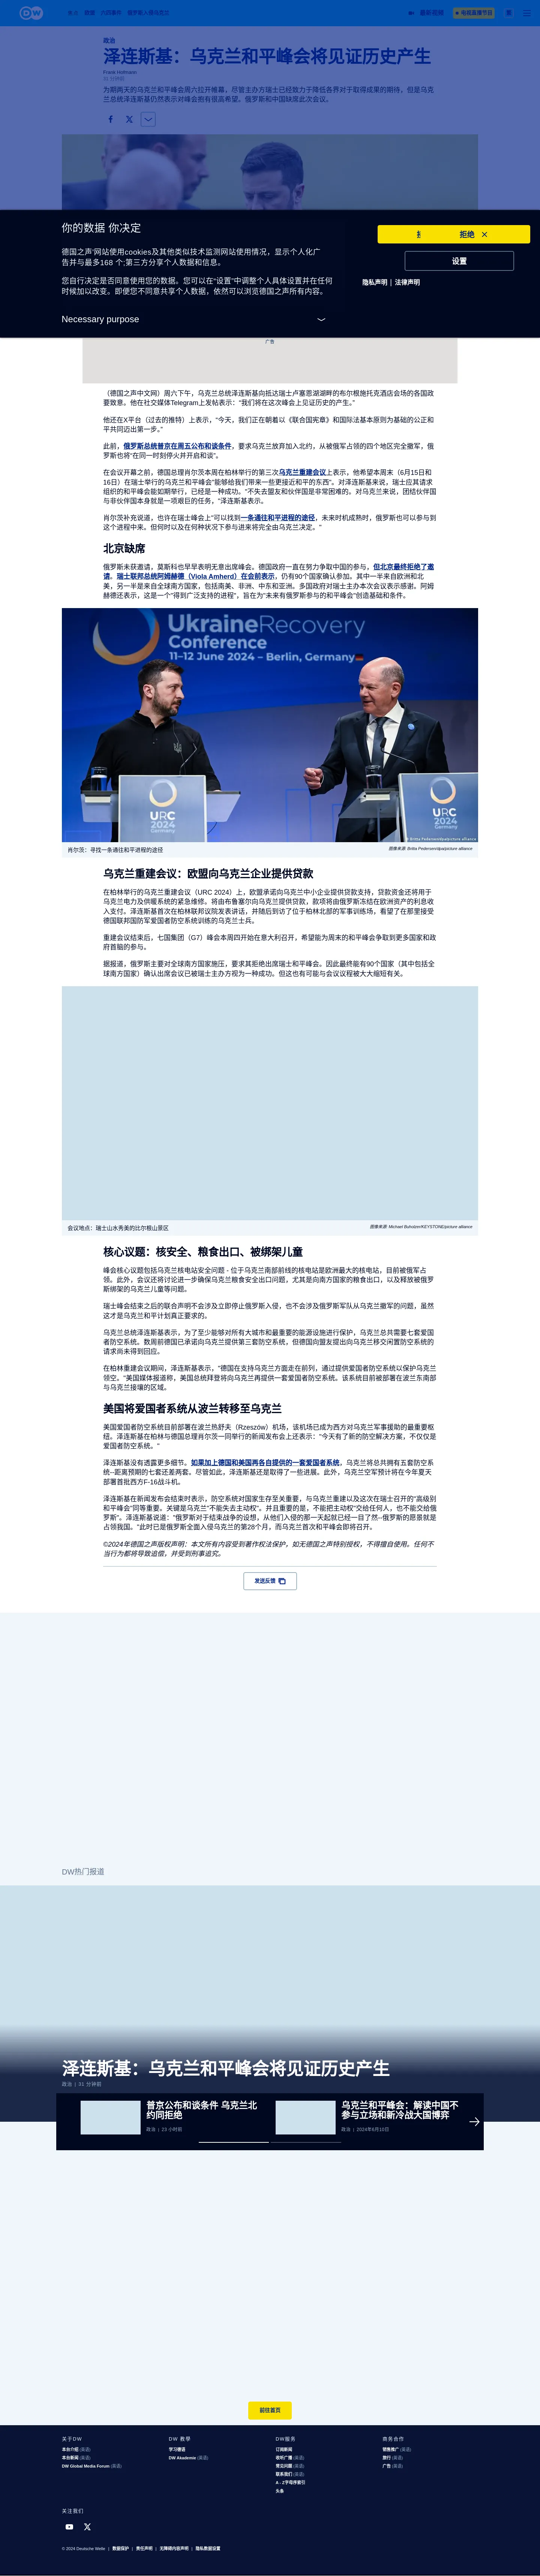 DW
俄罗斯入侵乌克兰
最新视频
电视直播节目
政治
泽连斯基：乌克兰和平峰会将见证历史产生
Frank Hofmann
31 分钟前
为期两天的乌克兰和平峰会周六拉开帷幕，尽管主办方瑞士已经致力于降低各界对于取得成果的期待，但是乌克
兰总统泽连斯基仍然表示对峰会抱有很高希望。俄罗斯和中国缺席此次会议。
你的数据 你决定
德国之声'网站使用cookies及其他类似技术监测网站使用情况，显示个人化广
告并与最多168 个;第三方分享个人数据和信息。
您自行决定是否同意使用您的数据。您可以在"设置"中调整个人具体设置并在任何
时候加以改变。即使您不同意共享个人数据，依然可以浏览德国之声所有内容。
Necessary purpose
拒绝
设置
隐私声明 | 法律声明
广告
（德国之声中文网）周六下午，乌克兰总统泽连斯基向抵达瑞士卢塞恩湖湖畔的布尔根施托克酒店会场的各国政
要致意。他在社交媒体Telegram上发帖表示："我们将在这次峰会上见证历史的产生。"
他还在X平台（过去的推特）上表示，"今天，我们正在朝着以《联合国宪章》和国际法基本原则为基础的公正和
平共同迈出第一步。"
此前，俄罗斯总统普京在周五公布和谈条件，要求乌克兰放弃加入北约，从被俄军占领的四个地区完全撤军，俄
罗斯也将"在同一时刻停火并开启和谈"。
在会议开幕之前，德国总理肖尔茨本周在柏林举行的第三次乌克兰重建会议上表示，他希望本周末（6月15日和
16日）在瑞士举行的乌克兰和平峰会"能够给我们带来一些更接近和平的东西"。对泽连斯基来说，瑞士应其请求
组织的和平峰会能如期举行，已经是一种成功。"不失去盟友和伙伴国是非常困难的。对乌克兰来说，团结伙伴国
与非伙伴国本身就是一项艰巨的任务，"泽连斯基表示。
肖尔茨补充说道，也许在瑞士峰会上"可以找到一条通往和平进程的途径，未来时机成熟时，俄罗斯也可以参与到
这个进程中来。但何时以及在何种状况下参与进来将完全由乌克兰决定。"
北京缺席
俄罗斯未获邀请，莫斯科也早早表明无意出席峰会。德国政府一直在努力争取中国的参与，但北京最终拒绝了邀
请。瑞士联邦总统阿姆赫德（Viola Amherd）在会前表示，仍有90个国家确认参加。其中一半来自欧洲和北
美，另一半是来自全球南方国家，包括南美、非洲、中东和亚洲。多国政府和国际组织也派代表参会，
UkraineRecovery
Conference
11–12 June 2024 – Berlin, Germany
URC
2024
Germany
URC
2024
Germany
© Britta Pedersen/dpa/picture alliance
肖尔茨：寻找一条通往和平进程的途径
图像来源: Britta Pedersen/dpa/picture alliance
乌克兰重建会议：欧盟向乌克兰企业提供贷款
在柏林举行的乌克兰重建会议（URC 2024）上，欧盟承诺向乌克兰中小企业提供贷款支持，贷款资金还将用于
乌克兰电力及供暖系统的紧急维修。将由布鲁塞尔向乌克兰提供贷款，款项将由俄罗斯冻结在欧洲资产的利息收
入支付。泽连斯基首次在柏林联邦议院发表讲话，并随后到访了位于柏林北部的军事训练场，看望了在那里接受
德国联邦国防军爱国者防空系统训练的乌克兰士兵。
重建会议结束后，七国集团（G7）峰会本周四开始在意大利召开，希望能为周末的和平峰会争取到更多国家和政
府首脑的参与。
据报道，俄罗斯主要对全球南方国家施压，要求其拒绝出席瑞士和平峰会。因此最终能有90个国家（其中包括全
球南方国家）确认出席会议已被瑞士主办方视为一种成功。但这也有可能与会议议程被大大缩短有关。
会议地点：瑞士山水秀美的比尔根山景区
图像来源: Michael Buholzer/KEYSTONE/picture alliance
核心议题：核安全、粮食出口、被绑架儿童
峰会核心议题包括乌克兰核电站安全问题 - 位于乌克兰南部前线的核电站是欧洲最大的核电站，目前被俄军占
领。此外，会议还将讨论进一步确保乌克兰粮食安全出口问题，尤其是向南方国家的粮食出口，以及释放被俄罗
斯绑架的乌克兰儿童等问题。
瑞士峰会结束之后的联合声明不会涉及立即停止俄罗斯入侵，也不会涉及俄罗斯军队从乌克兰撤军的问题，虽然
这才是乌克兰和平计划真正要求的。
乌克兰总统泽连斯基表示，为了至少能够对所有大城市和最重要的能源设施进行保护，乌克兰总共需要七套爱国
者防空系统。数周前德国已承诺向乌克兰提供第三套防空系统，但德国向盟友提出向乌克兰移交闲置防空系统的
请求尚未得到回应。
在柏林重建会议期间，泽连斯基表示，"德国在支持乌克兰方面走在前列，通过提供爱国者防空系统以保护乌克兰
领空。"美国媒体报道称，美国总统拜登将向乌克兰再提供一套爱国者防空系统。该系统目前被部署在波兰东南部
与乌克兰接壤的区域。
美国将爱国者系统从波兰转移至乌克兰
美国爱国者防空系统目前部署在波兰热舒夫（Rzeszów）机场，该机场已成为西方对乌克兰军事援助的最重要枢
纽。泽连斯基在柏林与德国总理肖尔茨一同举行的新闻发布会上还表示："今天有了新的防空解决方案，不仅仅是
爱国者防空系统。"
泽连斯基没有透露更多细节。如果加上德国和美国再各自提供的一套爱国者系统，乌克兰将总共拥有五套防空系
统–距离预期的七套还差两套。尽管如此，泽连斯基还是取得了一些进展。此外，乌克兰空军预计将在今年夏天
部署首批西方F-16战斗机。
泽连斯基在新闻发布会结束时表示，防空系统对国家生存至关重要，与乌克兰重建以及这次在瑞士召开的"高级别
和平峰会同等重要。关键是乌克兰"不能失去主动权"。并且重要的是，不能把主动权"交给任何人，也不能交给俄
罗斯"。泽连斯基说道："俄罗斯对于结束战争的设想，从他们入侵的那一天起就已经一目了然--俄罗斯的愿景就是
占领我国。"此时已是俄罗斯全面入侵乌克兰的第28个月，而乌克兰首次和平峰会即将召开。
©2024年德国之声版权声明：本文所有内容受到著作权法保护，如无德国之声特别授权，不得擅自使用。任何不
当行为都将导致追偿，并受到刑事追究。
发送反馈
DW热门报道
泽连斯基：乌克兰和平峰会将见证历史产生
政治 | 31 分钟前
普京公布和谈条件 乌克兰北
约同拒绝
政治 | 23 小时前
乌克兰和平峰会：解读中国不
参与立场和新冷战大国博弈
政治 | 2024年6月10日
前往首页
关于DW
本台介绍 (英语)
本台新闻 (英语)
DW Global Media Forum (英语)
DW 教导
学习德语
DW Akademie (英语)
DW服务
订阅新闻
收听广播 (英语)
常见问题 (英语)
联系我们 (英语)
A - Z字母序索引
头条
商务合作
销售推广 (英语)
旅行 (英语)
广告 (英语)
关注我们
© 2024 Deutsche Welle | 数据保护 | 责任声明 | 无障碍内容声明 | 隐私数据设置